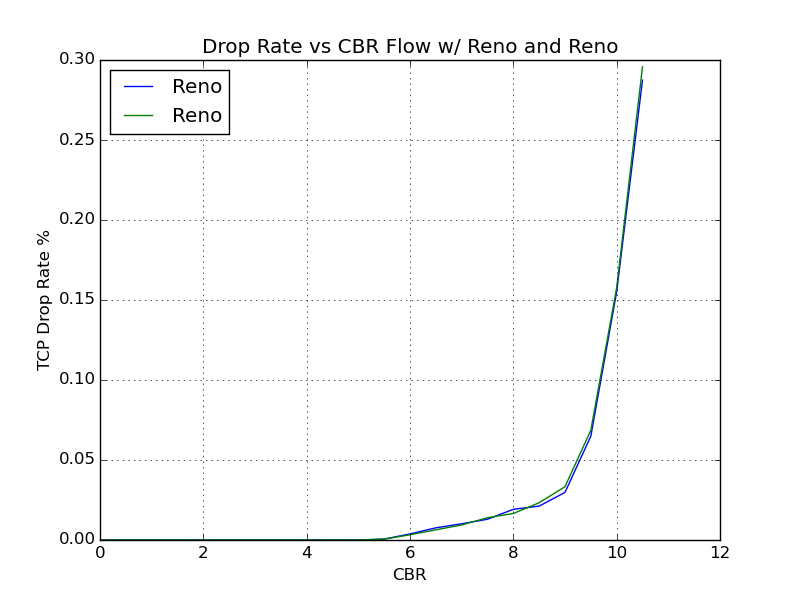 Drop Rate vs CBR Flow w/ Reno and Reno
Reno
Reno
TCP Drop Rate %
0.30
0.25
0.20
0.15
0.10
0.05
0.00
0 2 4 6 8 10 12
CBR